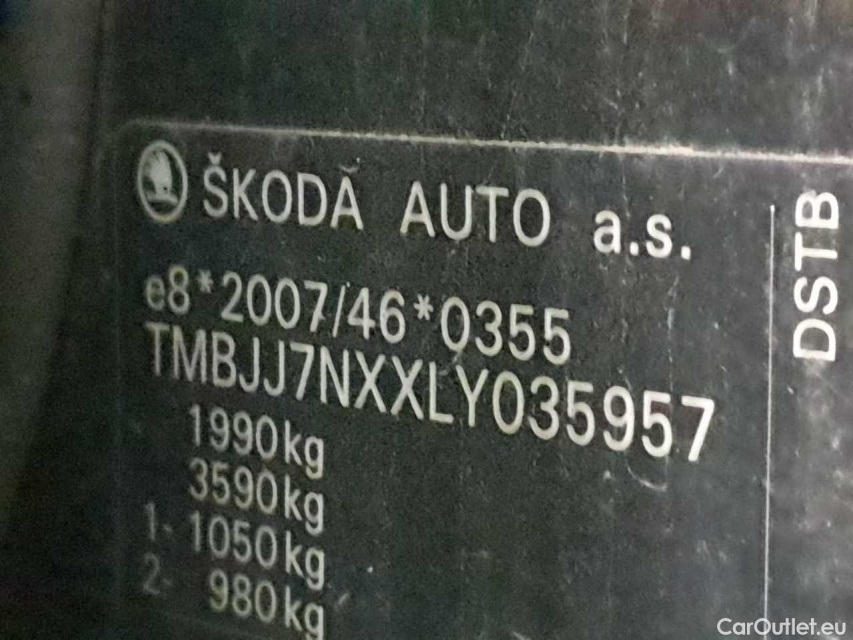 ŠKODA AUTO a.s.
e8*2007/46*0355
TMBJJ7NXXLY035957
1990kg
3590kg
1- 1050kg
2- 980kg
DSTB
CarOutlet.eu